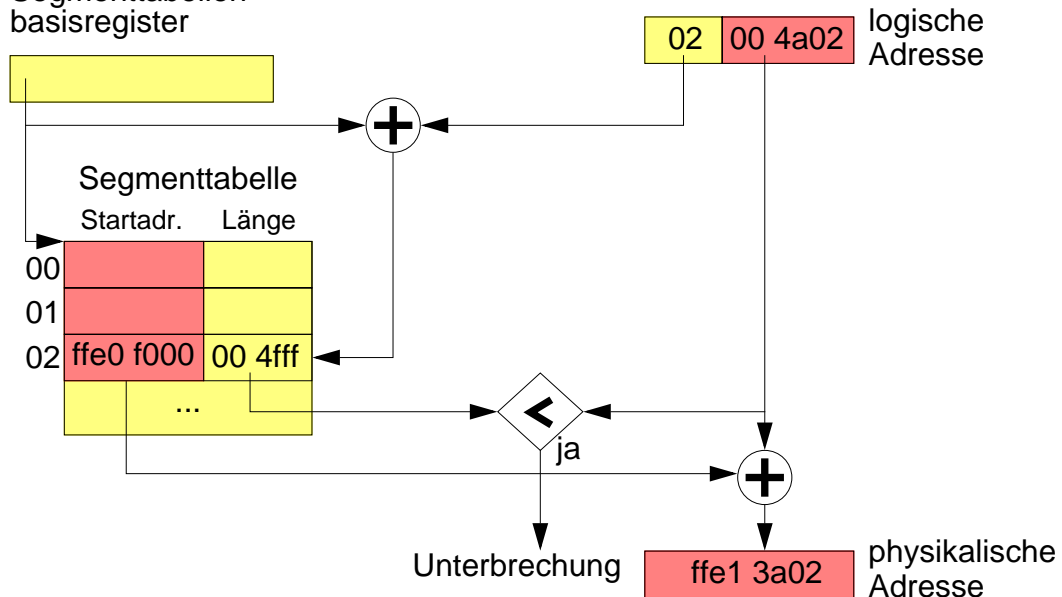 Segmenttabellen-
basisregister
02 00 4a02
logische
Adresse
+
Segmenttabelle
Startadr. Länge
00
01
02 ffe0 f000 00 4fff
...
<
ja
+
Unterbrechung
ffe1 3a02
physikalische
Adresse